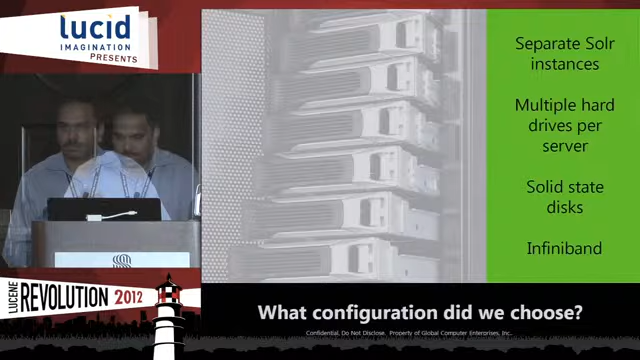 lucid
IMAGINATION
PRESENTS
Separate Solr
instances
Multiple hard
drives per
server
Solid state
disks
Infiniband
LUCENE
REVOLUTION 2012
What configuration did we choose?
Confidential, Do Not Disclose. Property of Global Computer Enterprises, Inc.